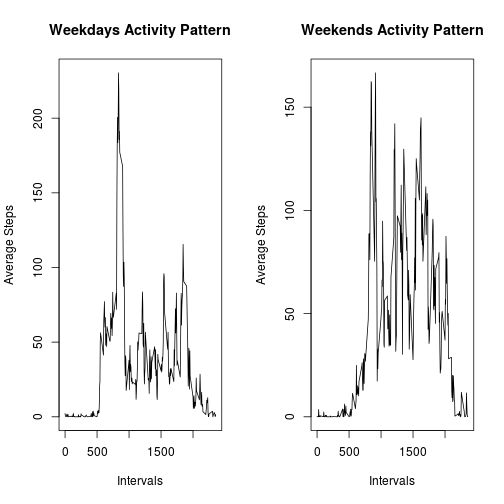 Weekdays Activity Pattern
Average Steps
200
150
100
50
0
0 500 1500
Intervals
Weekends Activity Pattern
Average Steps
150
100
50
0
0 500 1500
Intervals